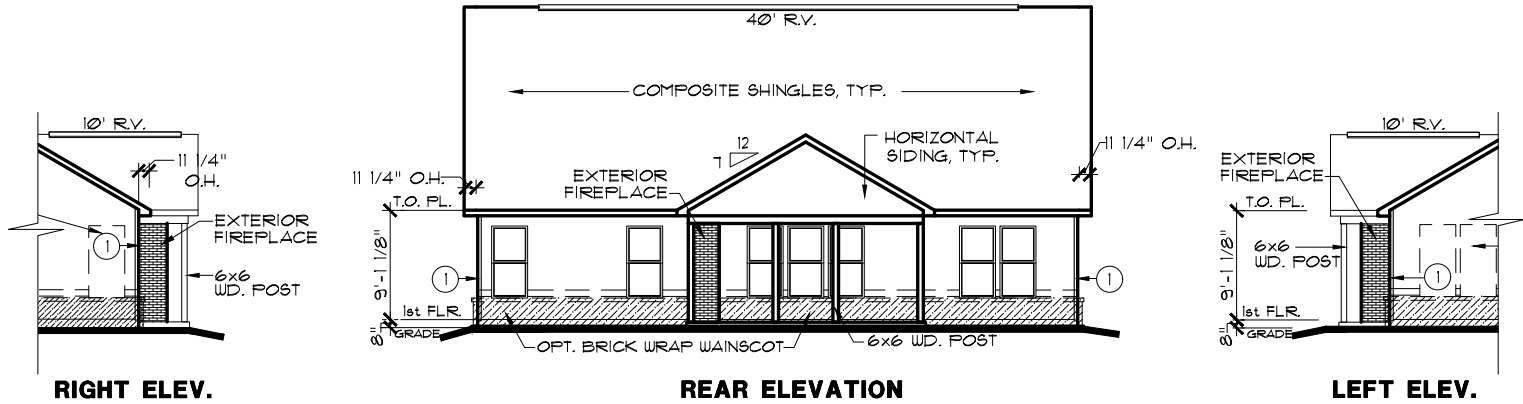 10' R.V.
11 1/4"
O.H.
EXTERIOR
FIREPLACE
1
6x6
WD. POST
RIGHT ELEV.
40' R.V.
COMPOSITE SHINGLES, TYP.
12
7
HORIZONTAL
SIDING, TYP.
11 1/4" O.H.
11 1/4" O.H.
EXTERIOR
FIREPLACE
T.O. PL.
9'-1 1/8"
1
1
1st FLR.
8"
GRADE
OPT. BRICK WRAP WAINSCOT
6x6 WD. POST
REAR ELEVATION
10' R.V.
EXTERIOR
FIREPLACE
T.O. PL.
9'-1 1/8"
6x6
WD. POST
1
1st FLR.
8"
GRADE
LEFT ELEV.